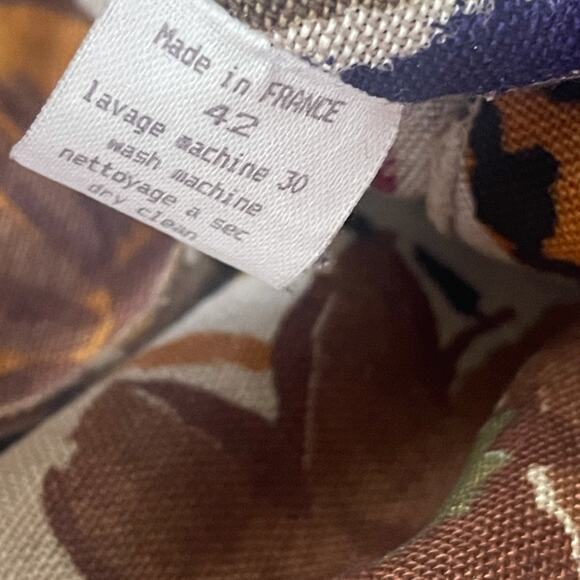 Made in FRANCE
42
lavage machine 30
wash machine
nettoyage a sec
dry clean